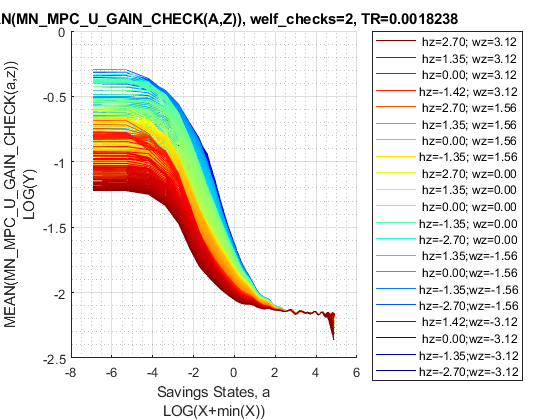 AN(MN_MPC_U_GAIN_CHECK(A,Z)), welf_checks=2, TR=0.0018238
0
-0.5
-1
-1.5
-2
-2.5
-8
-6
-4
-2
0
2
4
6
MEAN(MN_MPC_U_GAIN_CHECK(a,z))
LOG(Y)
Savings States, a
LOG(X+min(X))
hz=2.70; wz=3.12
hz=1.35; wz=3.12
hz=0.00; wz=3.12
hz=-1.42; wz=3.12
hz=2.70; wz=1.56
hz=1.35; wz=1.56
hz=0.00; wz=1.56
hz=-1.35; wz=1.56
hz=2.70; wz=0.00
hz=1.35; wz=0.00
hz=0.00; wz=0.00
hz=-1.35; wz=0.00
hz=-2.70; wz=0.00
hz=1.35;wz=-1.56
hz=0.00;wz=-1.56
hz=-1.35;wz=-1.56
hz=-2.70;wz=-1.56
hz=1.42;wz=-3.12
hz=0.00;wz=-3.12
hz=-1.35;wz=-3.12
hz=-2.70;wz=-3.12